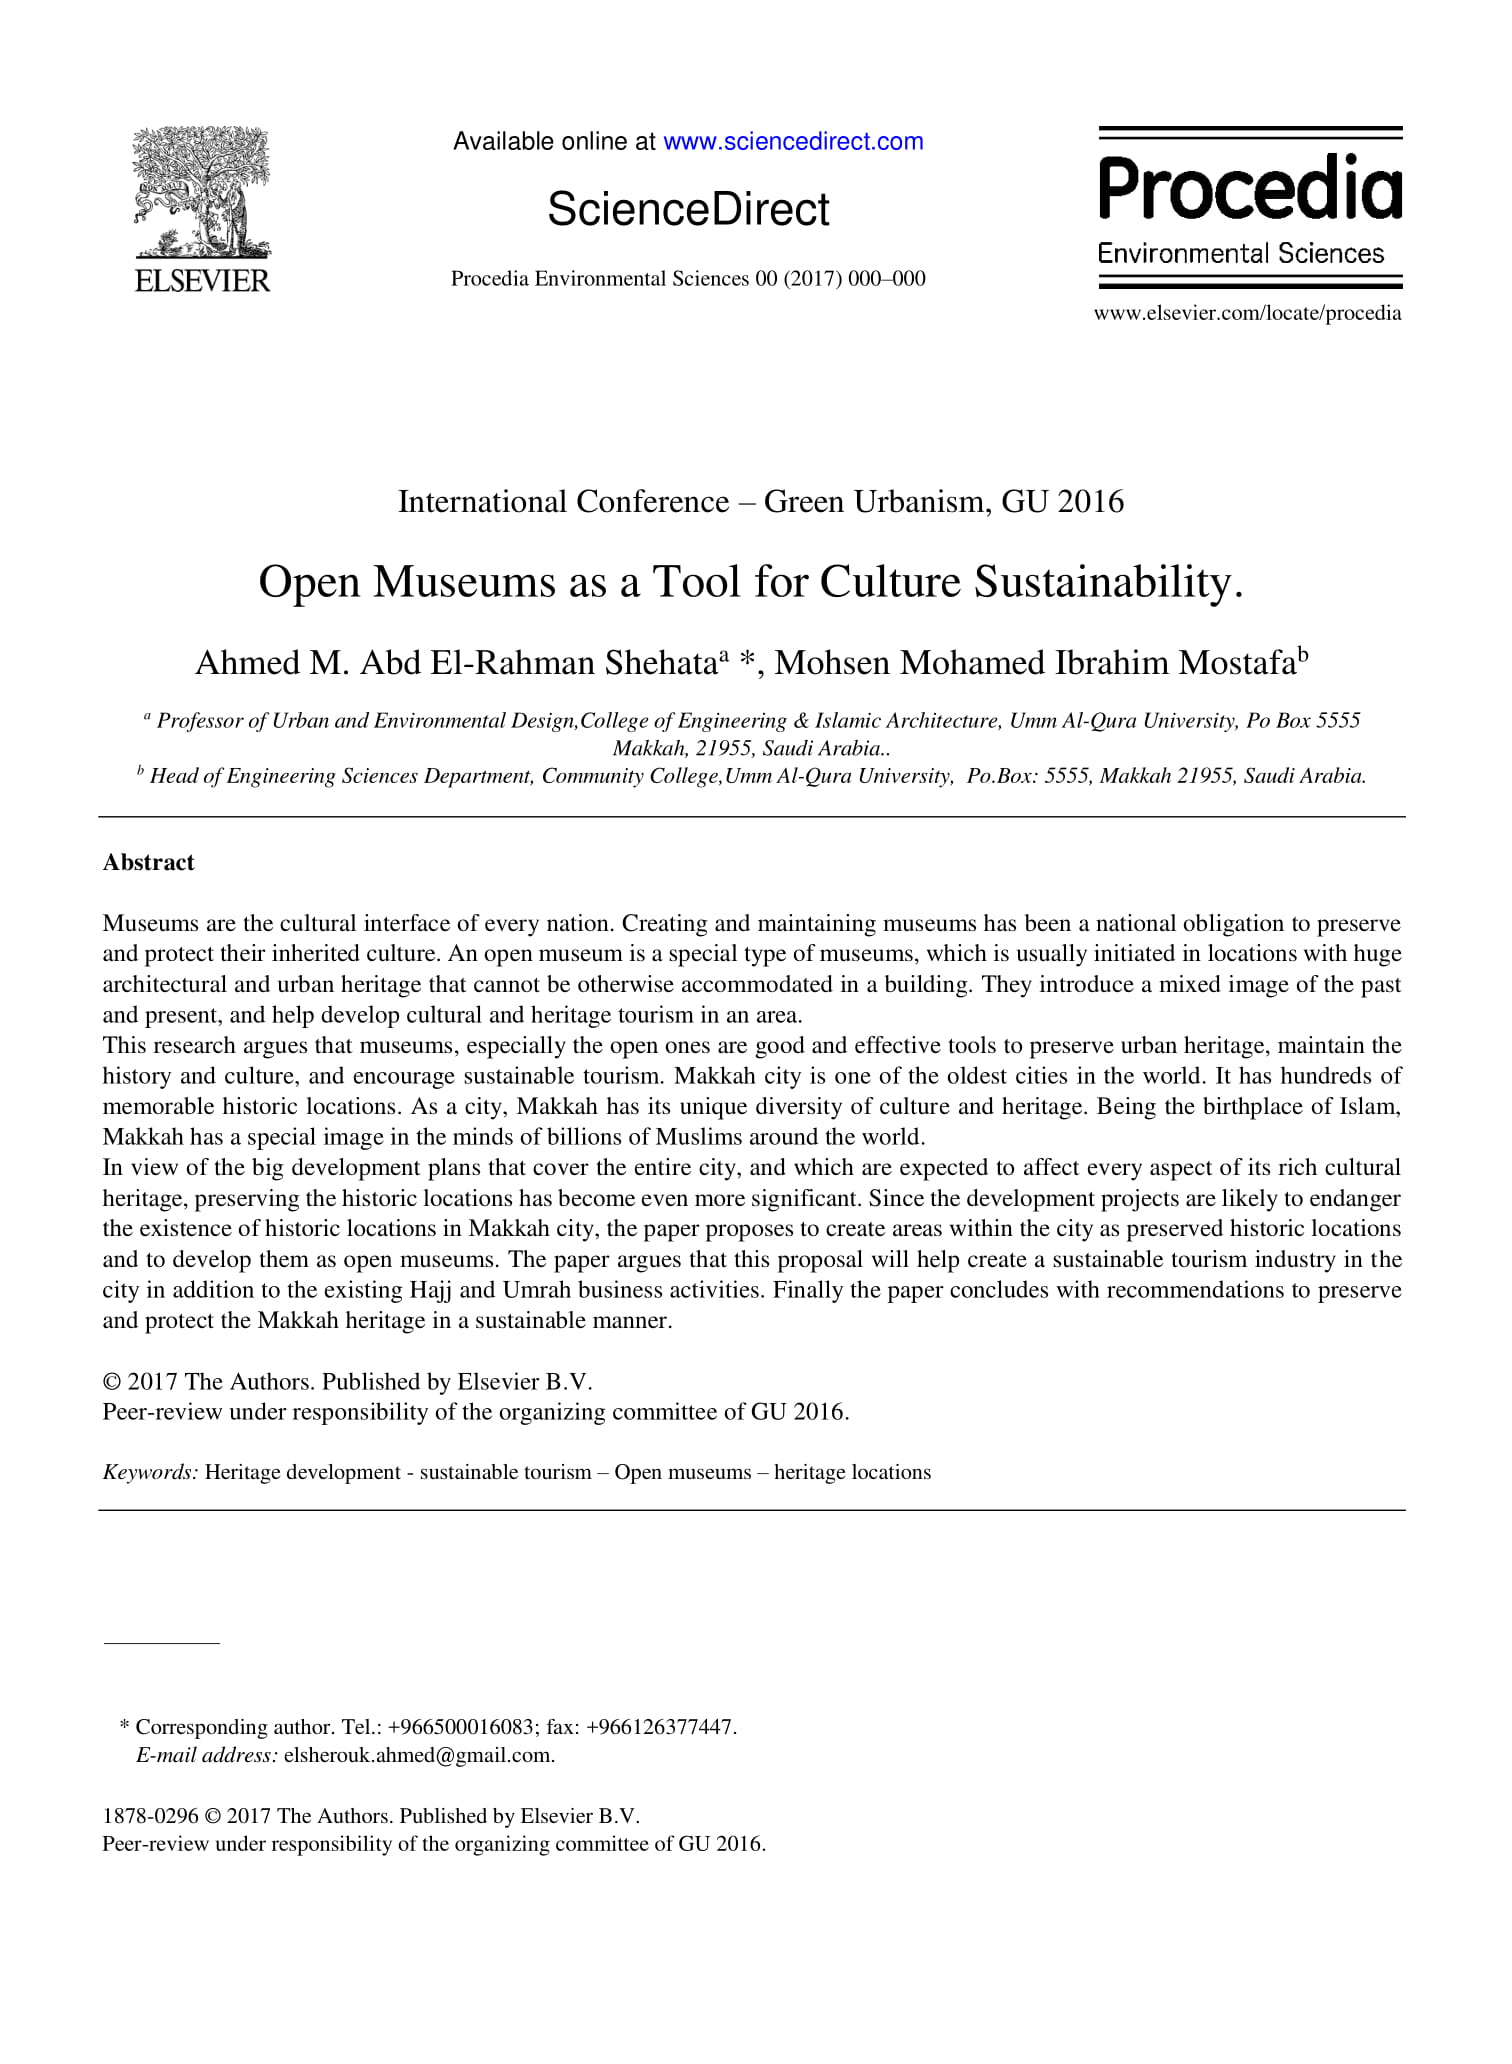 Available online at www.sciencedirect.com
ScienceDirect
Procedia Environmental Sciences 00 (2017) 000–000
NON SOLUS
ELSEVIER
Procedia
Environmental Sciences
www.elsevier.com/locate/procedia
International Conference – Green Urbanism, GU 2016
Open Museums as a Tool for Culture Sustainability.
Ahmed M. Abd El-Rahman Shehataᵃ *, Mohsen Mohamed Ibrahim Mostafaᵇ
ᵃ Professor of Urban and Environmental Design,College of Engineering & Islamic Architecture, Umm Al-Qura University, Po Box 5555
Makkah, 21955, Saudi Arabia..
ᵇ Head of Engineering Sciences Department, Community College,Umm Al-Qura University, Po.Box: 5555, Makkah 21955, Saudi Arabia.
Abstract
Museums are the cultural interface of every nation. Creating and maintaining museums has been a national obligation to preserve
and protect their inherited culture. An open museum is a special type of museums, which is usually initiated in locations with huge
architectural and urban heritage that cannot be otherwise accommodated in a building. They introduce a mixed image of the past
and present, and help develop cultural and heritage tourism in an area.
This research argues that museums, especially the open ones are good and effective tools to preserve urban heritage, maintain the
history and culture, and encourage sustainable tourism. Makkah city is one of the oldest cities in the world. It has hundreds of
memorable historic locations. As a city, Makkah has its unique diversity of culture and heritage. Being the birthplace of Islam,
Makkah has a special image in the minds of billions of Muslims around the world.
In view of the big development plans that cover the entire city, and which are expected to affect every aspect of its rich cultural
heritage, preserving the historic locations has become even more significant. Since the development projects are likely to endanger
the existence of historic locations in Makkah city, the paper proposes to create areas within the city as preserved historic locations
and to develop them as open museums. The paper argues that this proposal will help create a sustainable tourism industry in the
city in addition to the existing Hajj and Umrah business activities. Finally the paper concludes with recommendations to preserve
and protect the Makkah heritage in a sustainable manner.
© 2017 The Authors. Published by Elsevier B.V.
Peer-review under responsibility of the organizing committee of GU 2016.
Keywords: Heritage development - sustainable tourism – Open museums – heritage locations
* Corresponding author. Tel.: +966500016083; fax: +966126377447.
E-mail address: elsherouk.ahmed@gmail.com.
1878-0296 © 2017 The Authors. Published by Elsevier B.V.
Peer-review under responsibility of the organizing committee of GU 2016.